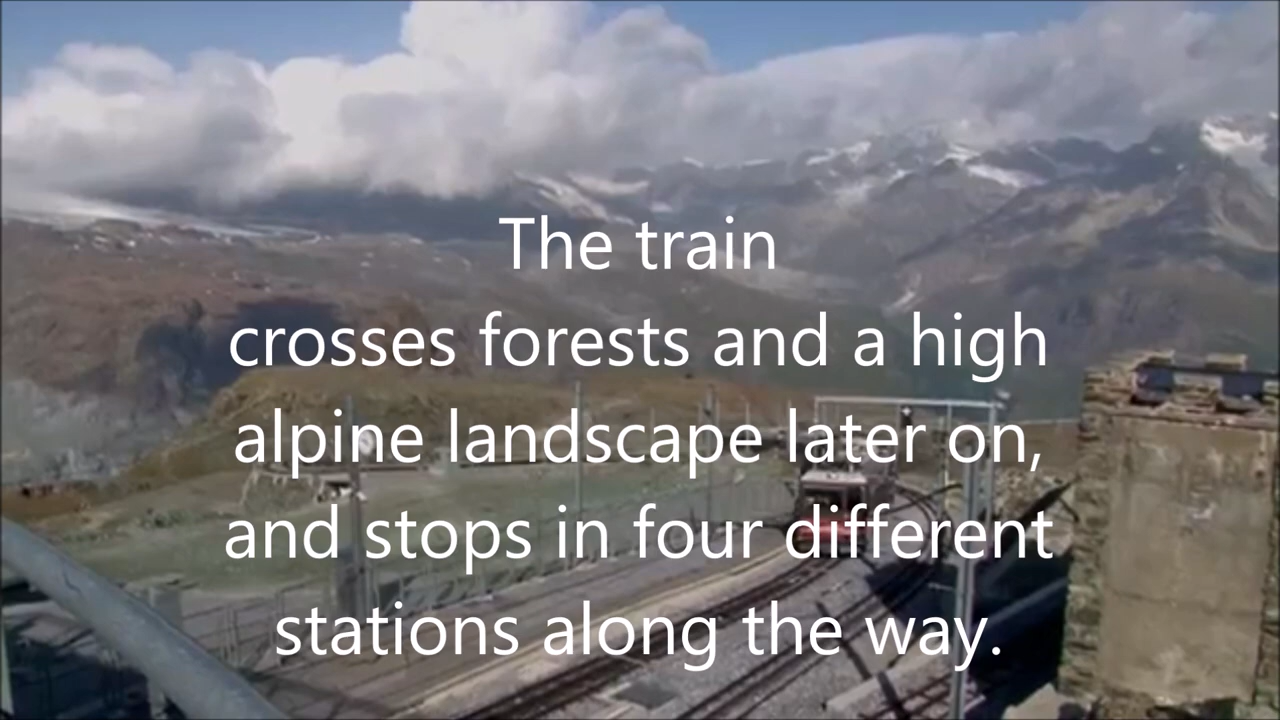 The train
crosses forests and a high
alpine landscape later on,
and stops in four different
stations along the way.